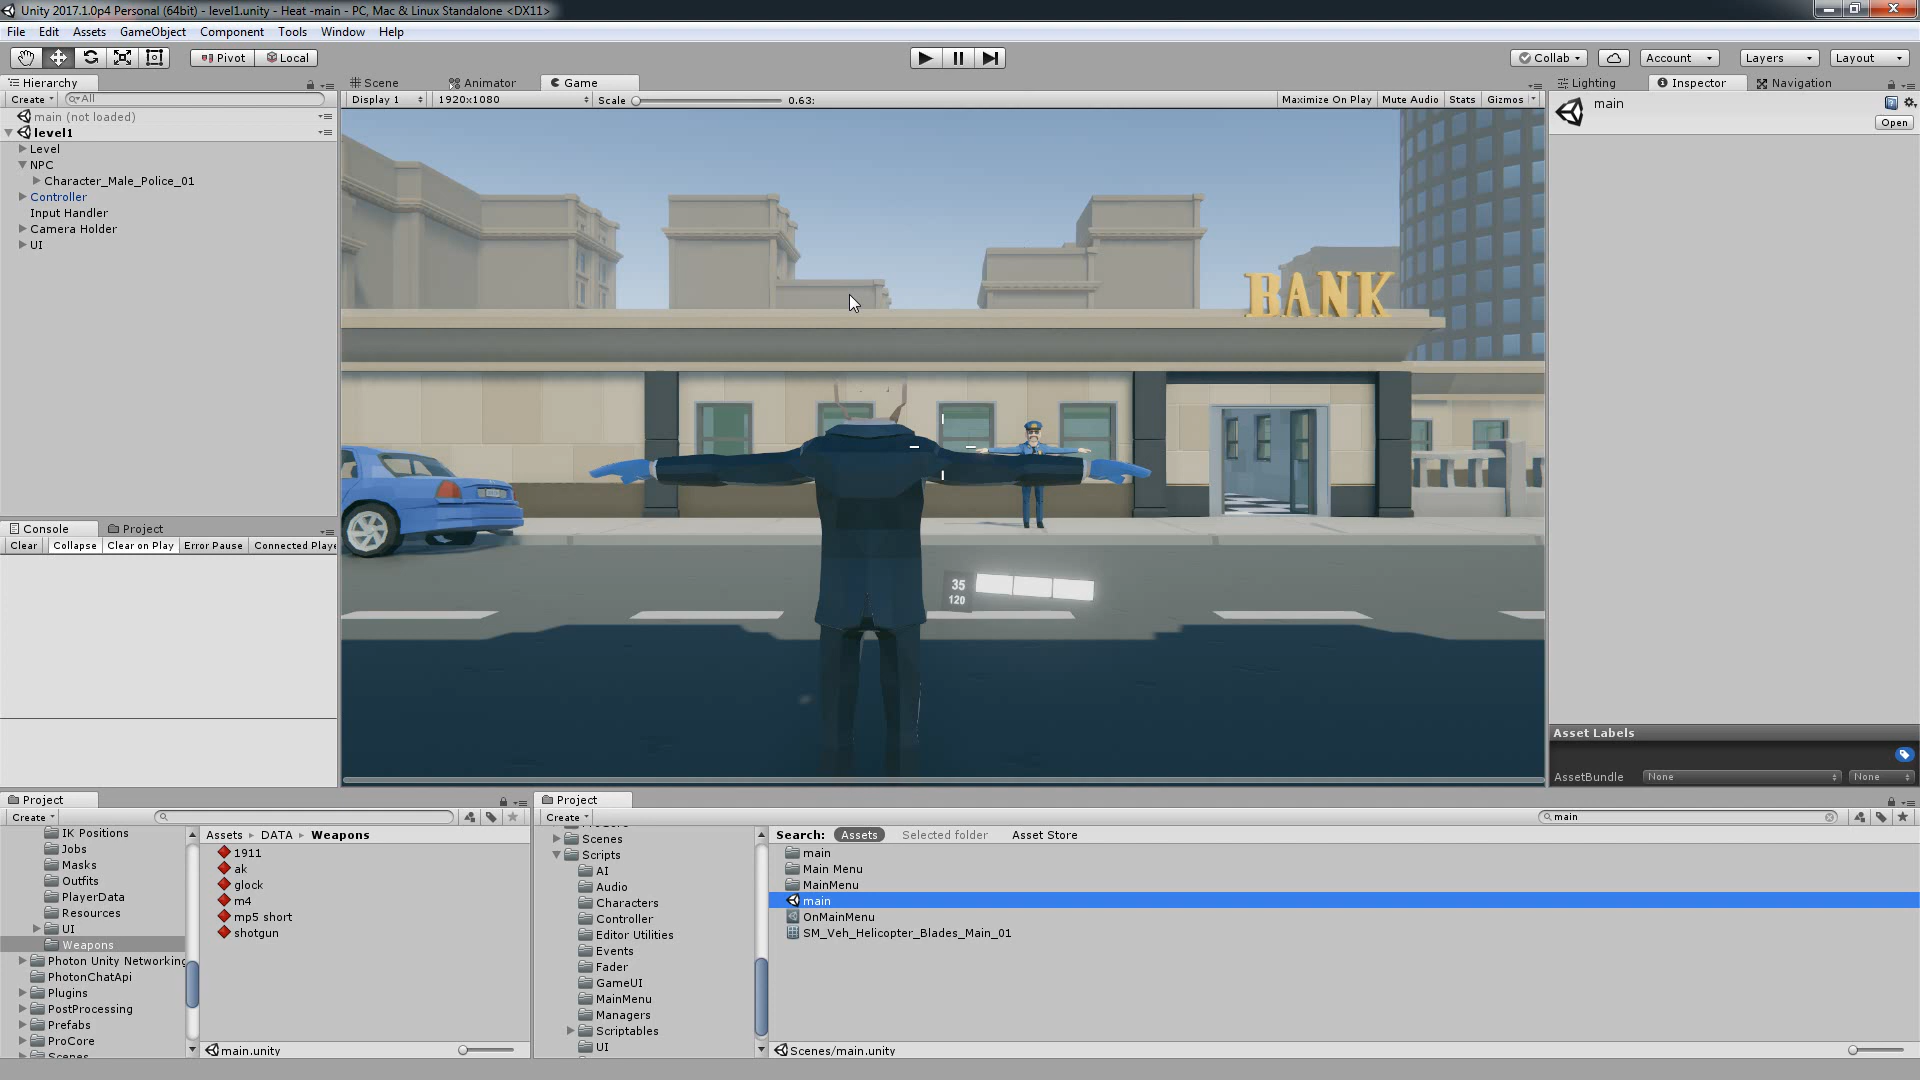 Unity 2017.1.0p4 Personal (64bit) - level1.unity - Heat -main - PC, Mac & Linux Standalone <DX11>
File Edit Assets GameObject Component Tools Window Help
Pivot Local Collab Account Layers Layout
Hierarchy Scene Animator Game Lighting Inspector Navigation
Create All Display 1 1920x1080 Scale 0.63: Maximize On Play Mute Audio Stats Gizmos
main
Open
main (not loaded)
level1
Level
NPC
Character_Male_Police_01
Controller
Input Handler
Camera Holder
UI
BANK
35
120
Console Project
Clear Collapse Clear on Play Error Pause Connected Playe
Asset Labels
AssetBundle None None
Project
Create
IK Positions
Jobs
Masks
Outfits
PlayerData
Resources
UI
Weapons
Photon Unity Networking
PhotonChatApi
Plugins
PostProcessing
Prefabs
ProCore
Scenes
Assets DATA Weapons
1911
ak
glock
m4
mp5 short
shotgun
main.unity
Project
Create main
ProCore
Scenes
Scripts
AI
Audio
Characters
Controller
Editor Utilities
Events
Fader
GameUI
MainMenu
Managers
Scriptables
UI
Search: Assets Selected folder Asset Store
main
Main Menu
MainMenu
main
OnMainMenu
SM_Veh_Helicopter_Blades_Main_01
Scenes/main.unity